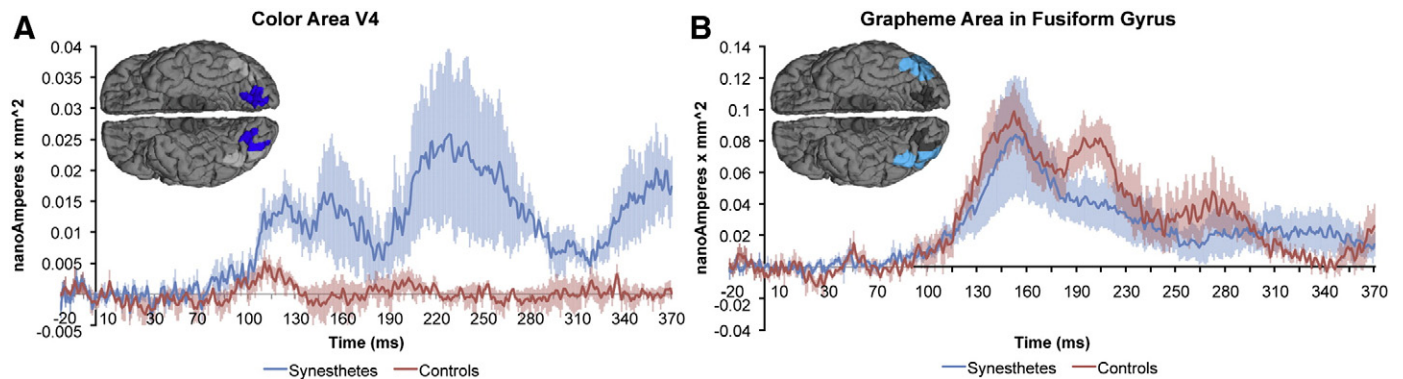 A
Color Area V4
nanoAmperes x mm^2
0.04
0.035
0.03
0.025
0.02
0.015
0.01
0.005
0
-0.005
-20 10 30 70 100 130 160 190 220 250 280 310 340 370
Time (ms)
Synesthetes Controls
B
Grapheme Area in Fusiform Gyrus
nanoAmperes x mm^2
0.14
0.12
0.1
0.08
0.06
0.04
0.02
0
-0.02
-0.04
-20 10 30 70 100 130 160 190 230 250 280 310 340 370
Time (ms)
Synesthetes Controls